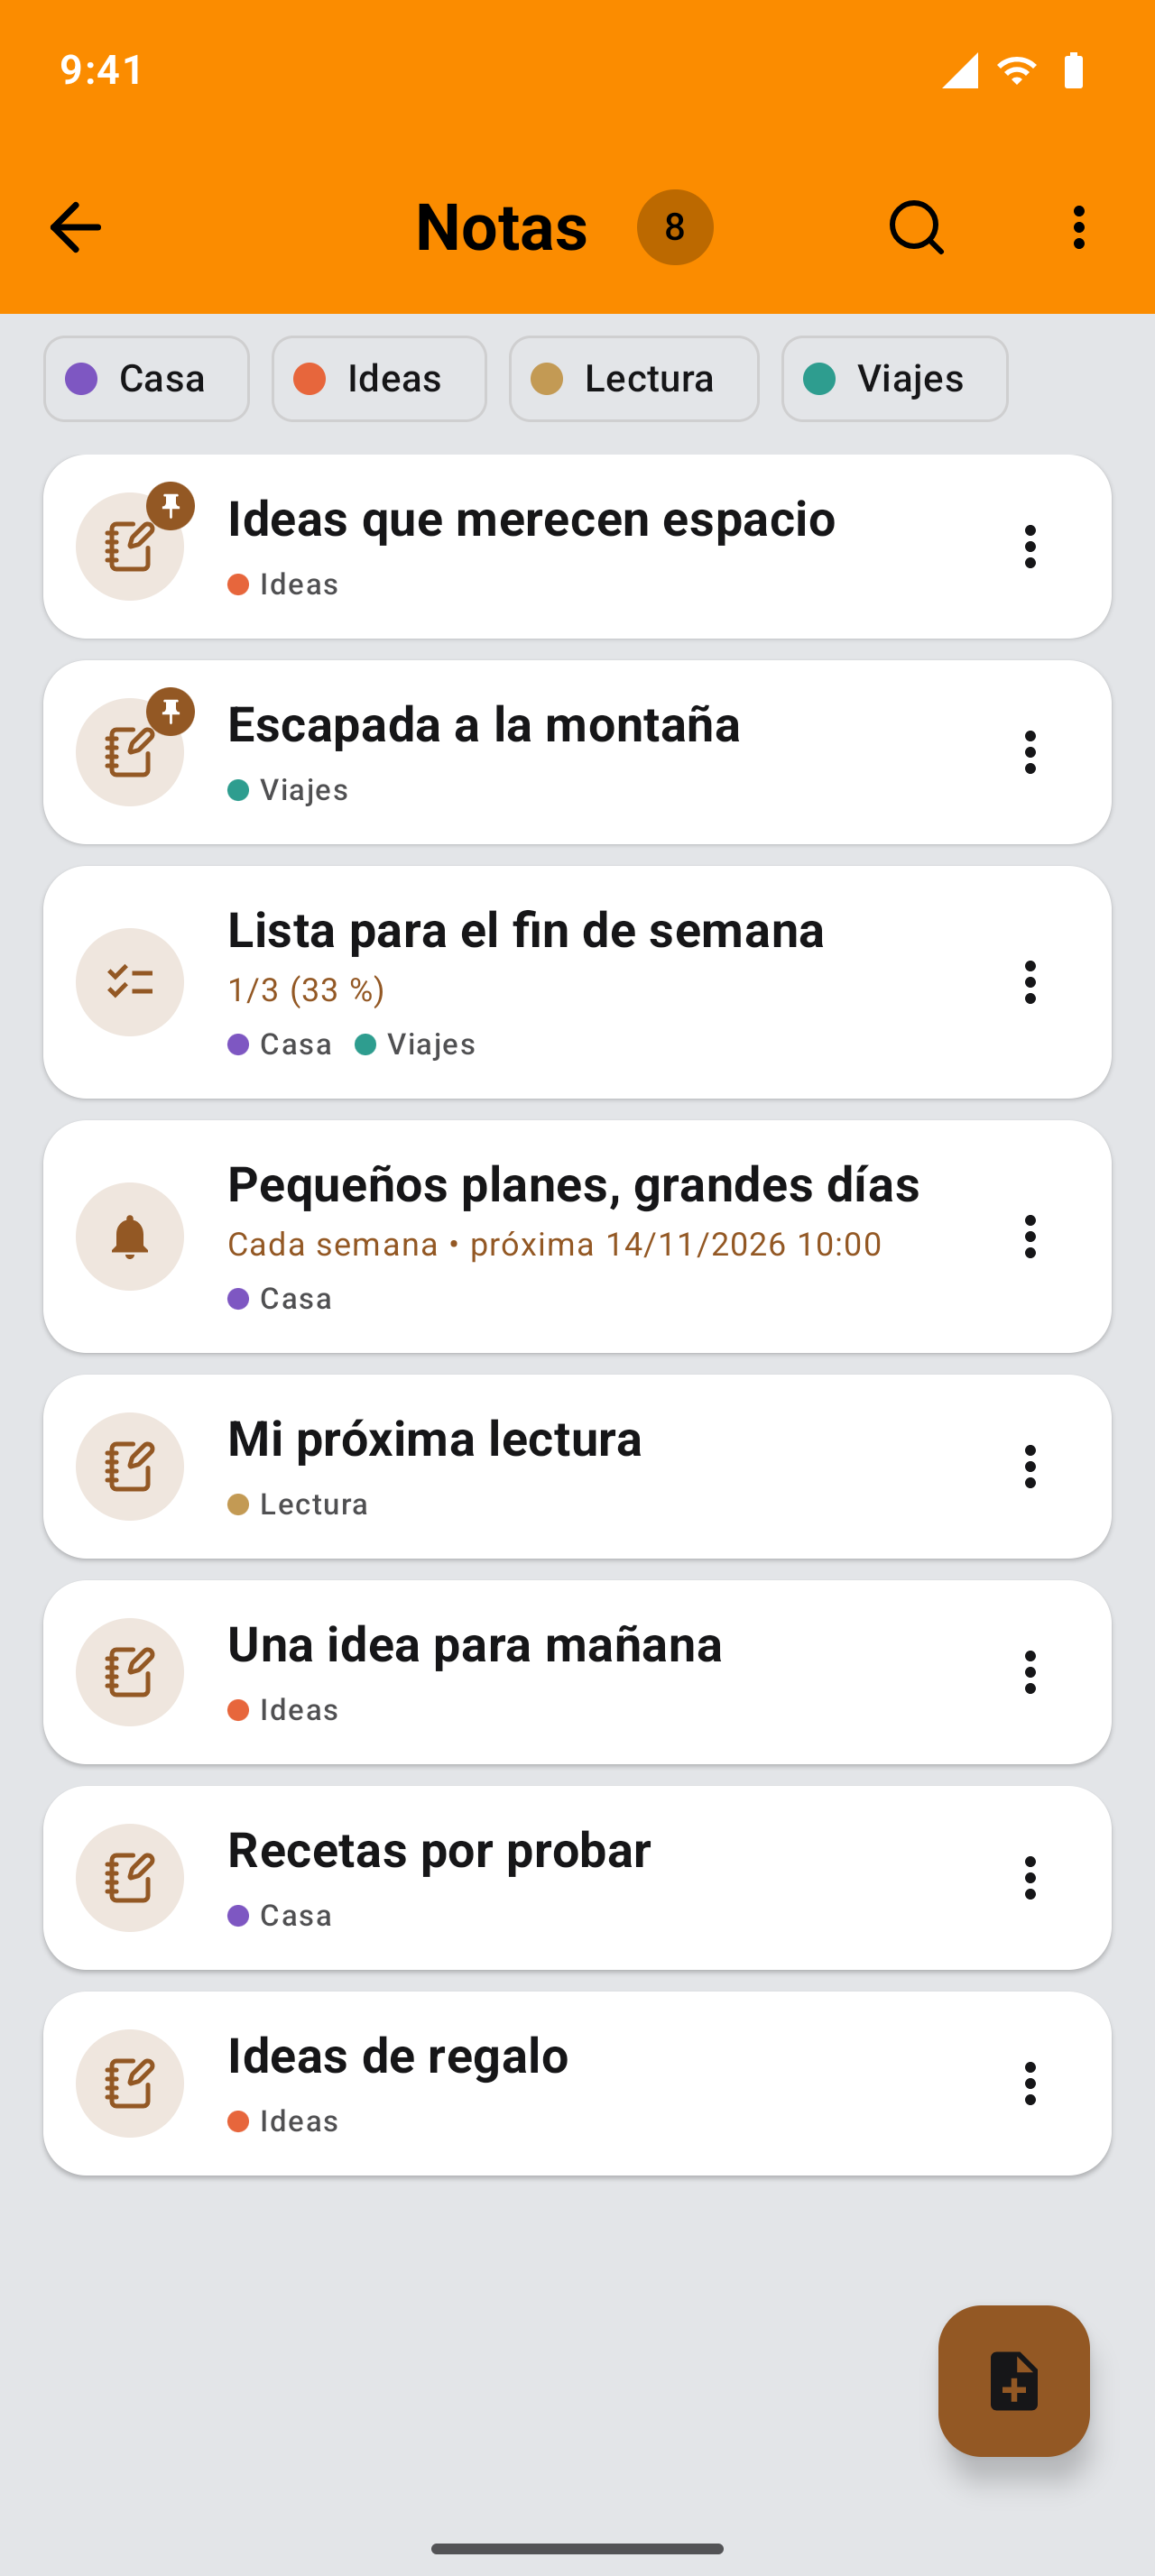 9:41
Notas 8
Casa Ideas Lectura Viajes
Ideas que merecen espacio
Ideas
Escapada a la montaña
Viajes
Lista para el fin de semana
1/3 (33 %)
Casa Viajes
Pequeños planes, grandes días
Cada semana • próxima 14/11/2026 10:00
Casa
Mi próxima lectura
Lectura
Una idea para mañana
Ideas
Recetas por probar
Casa
Ideas de regalo
Ideas